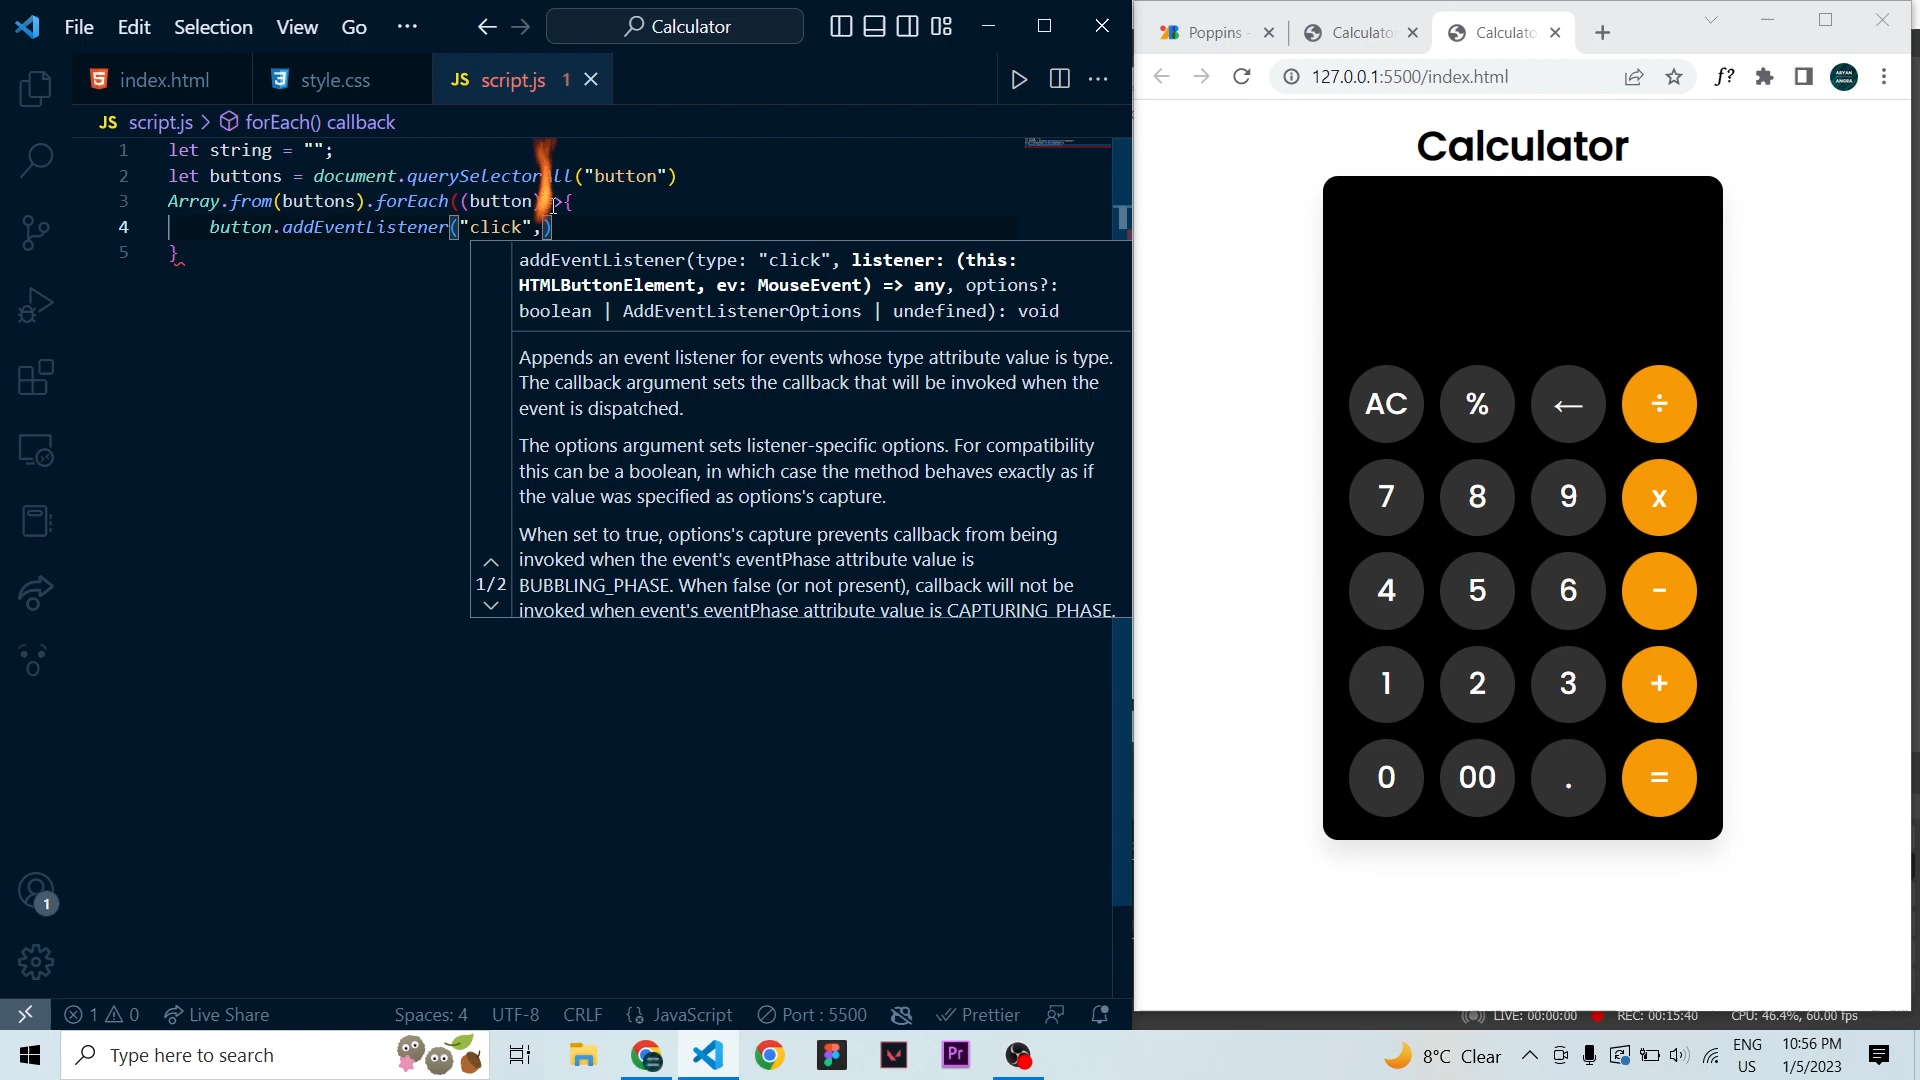 File Edit Selection View Go ··· Calculator
index.html style.css JS script.js 1
JS script.js > forEach() callback
1 let string = "";
2 let buttons = document.querySelectorAll("button")
3 Array.from(buttons).forEach((button)=>{
4 button.addEventListener("click",)
5 }
addEventListener(type: "click", listener: (this:
HTMLButtonElement, ev: MouseEvent) => any, options?:
boolean | AddEventListenerOptions | undefined): void
Appends an event listener for events whose type attribute value is type.
The callback argument sets the callback that will be invoked when the
event is dispatched.
The options argument sets listener-specific options. For compatibility
this can be a boolean, in which case the method behaves exactly as if
the value was specified as options's capture.
When set to true, options's capture prevents callback from being
invoked when the event's eventPhase attribute value is
1/2
BUBBLING_PHASE. When false (or not present), callback will not be
invoked when event's eventPhase attribute value is CAPTURING_PHASE.
1
1 0 Live Share Spaces: 4 UTF-8 CRLF {} JavaScript Port : 5500 Prettier
Poppins - Calculator Calculator
127.0.0.1:5500/index.html f?
Calculator
AC % ← ÷
7 8 9 x
4 5 6 -
1 2 3 +
0 00 . =
LIVE: 00:00:00 REC: 00:15:40 CPU: 46.4%, 60.00 fps
Type here to search
Pr
8°C Clear
ENG
US
10:56 PM
1/5/2023